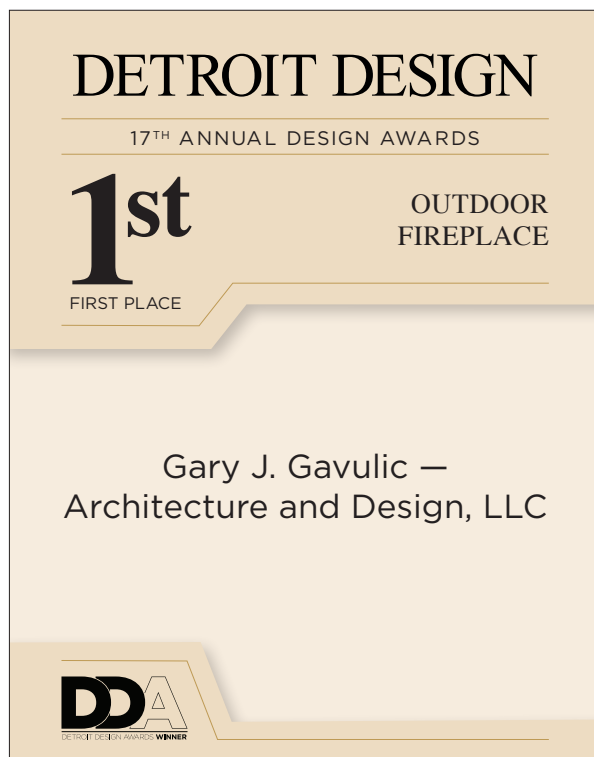 DETROIT DESIGN
17TH ANNUAL DESIGN AWARDS
1st
FIRST PLACE
OUTDOOR
FIREPLACE
Gary J. Gavulic —
Architecture and Design, LLC
DDA
DETROIT DESIGN AWARDS WINNER